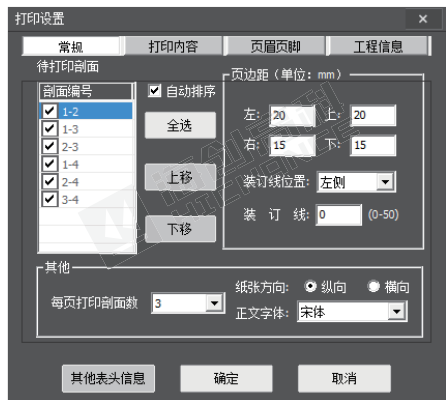 打印设置
常规 打印内容 页眉页脚 工程信息
待打印剖面
剖面编号
1-2
1-3
2-3
1-4
2-4
3-4
自动排序
全选
上移
下移
页边距（单位：mm）
左: 20 上: 20
右: 15 下: 15
装订线位置: 左侧
装 订 线: 0 (0-50)
其他
每页打印剖面数 3
纸张方向: 纵向 横向
正文字体: 宋体
其他表头信息 确定 取消